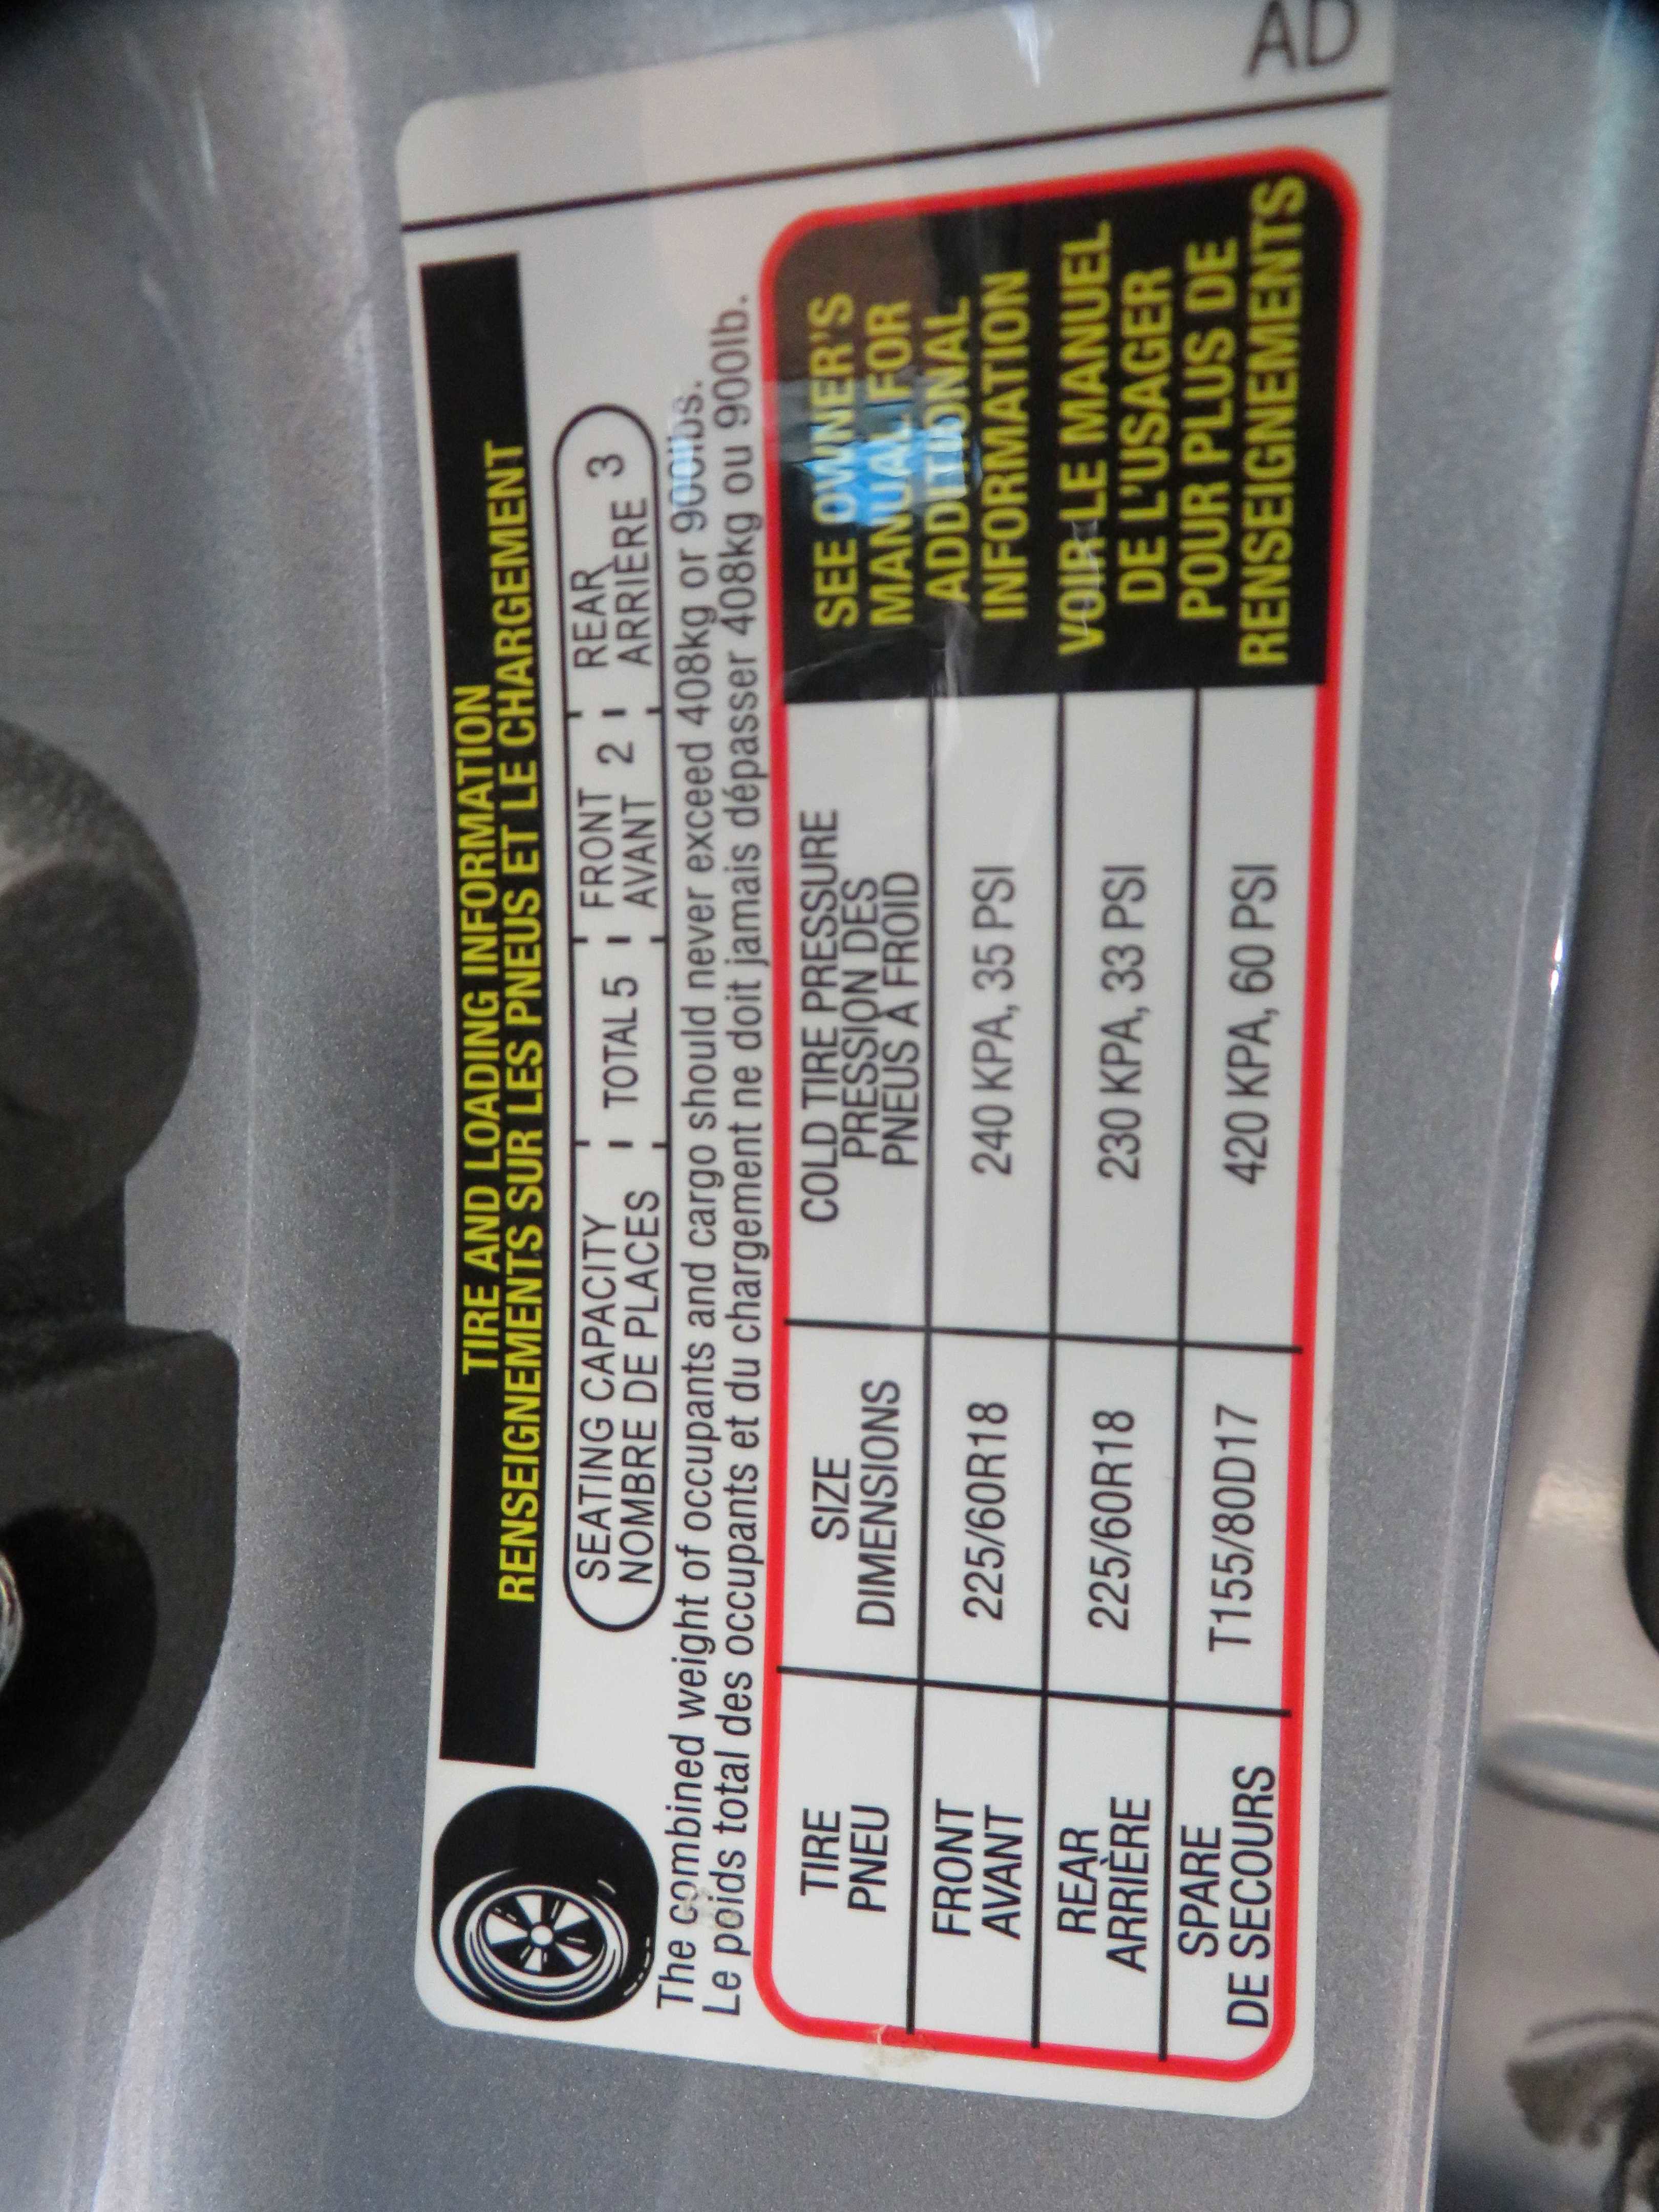 TIRE AND LOADING INFORMATION
RENSEIGNEMENTS SUR LES PNEUS ET LE CHARGEMENT
SEATING CAPACITY
NOMBRE DE PLACES
TOTAL 5
FRONT
AVANT 2
REAR
ARRIÈRE 3
The combined weight of occupants and cargo should never exceed 408kg or 900lbs.
Le poids total des occupants et du chargement ne doit jamais dépasser 408kg ou 900lb.
TIRE
PNEU
SIZE
DIMENSIONS
COLD TIRE PRESSURE
PRESSION DES
PNEUS A FROID
FRONT
AVANT
225/60R18
240 KPA, 35 PSI
REAR
ARRIÈRE
225/60R18
230 KPA, 33 PSI
SPARE
DE SECOURS
T155/80D17
420 KPA, 60 PSI
SEE OWNER'S
MANUAL FOR
ADDITIONAL
INFORMATION
VOIR LE MANUEL
DE L'USAGER
POUR PLUS DE
RENSEIGNEMENTS
AD